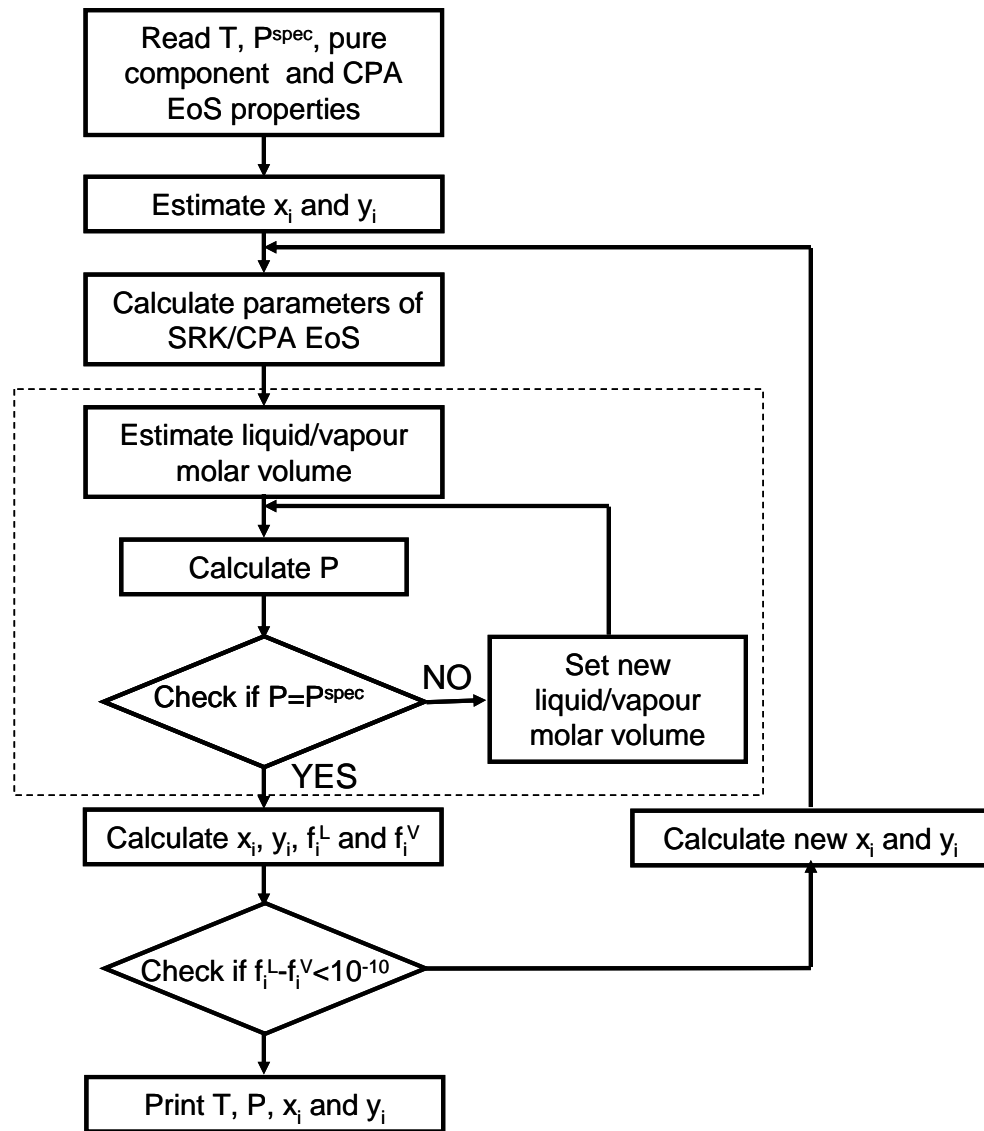 Read T, Pˢᵖᵉᶜ, pure
component and CPA
EoS properties
Estimate xᵢ and yᵢ
Calculate parameters of
SRK/CPA EoS
Estimate liquid/vapour
molar volume
Calculate P
Check if P=Pˢᵖᵉᶜ
NO
Set new
liquid/vapour
molar volume
YES
Calculate xᵢ, yᵢ, fᵢᴸ and fᵢⱽ
Calculate new xᵢ and yᵢ
Check if fᵢᴸ-fᵢⱽ<10⁻¹⁰
Print T, P, xᵢ and yᵢ